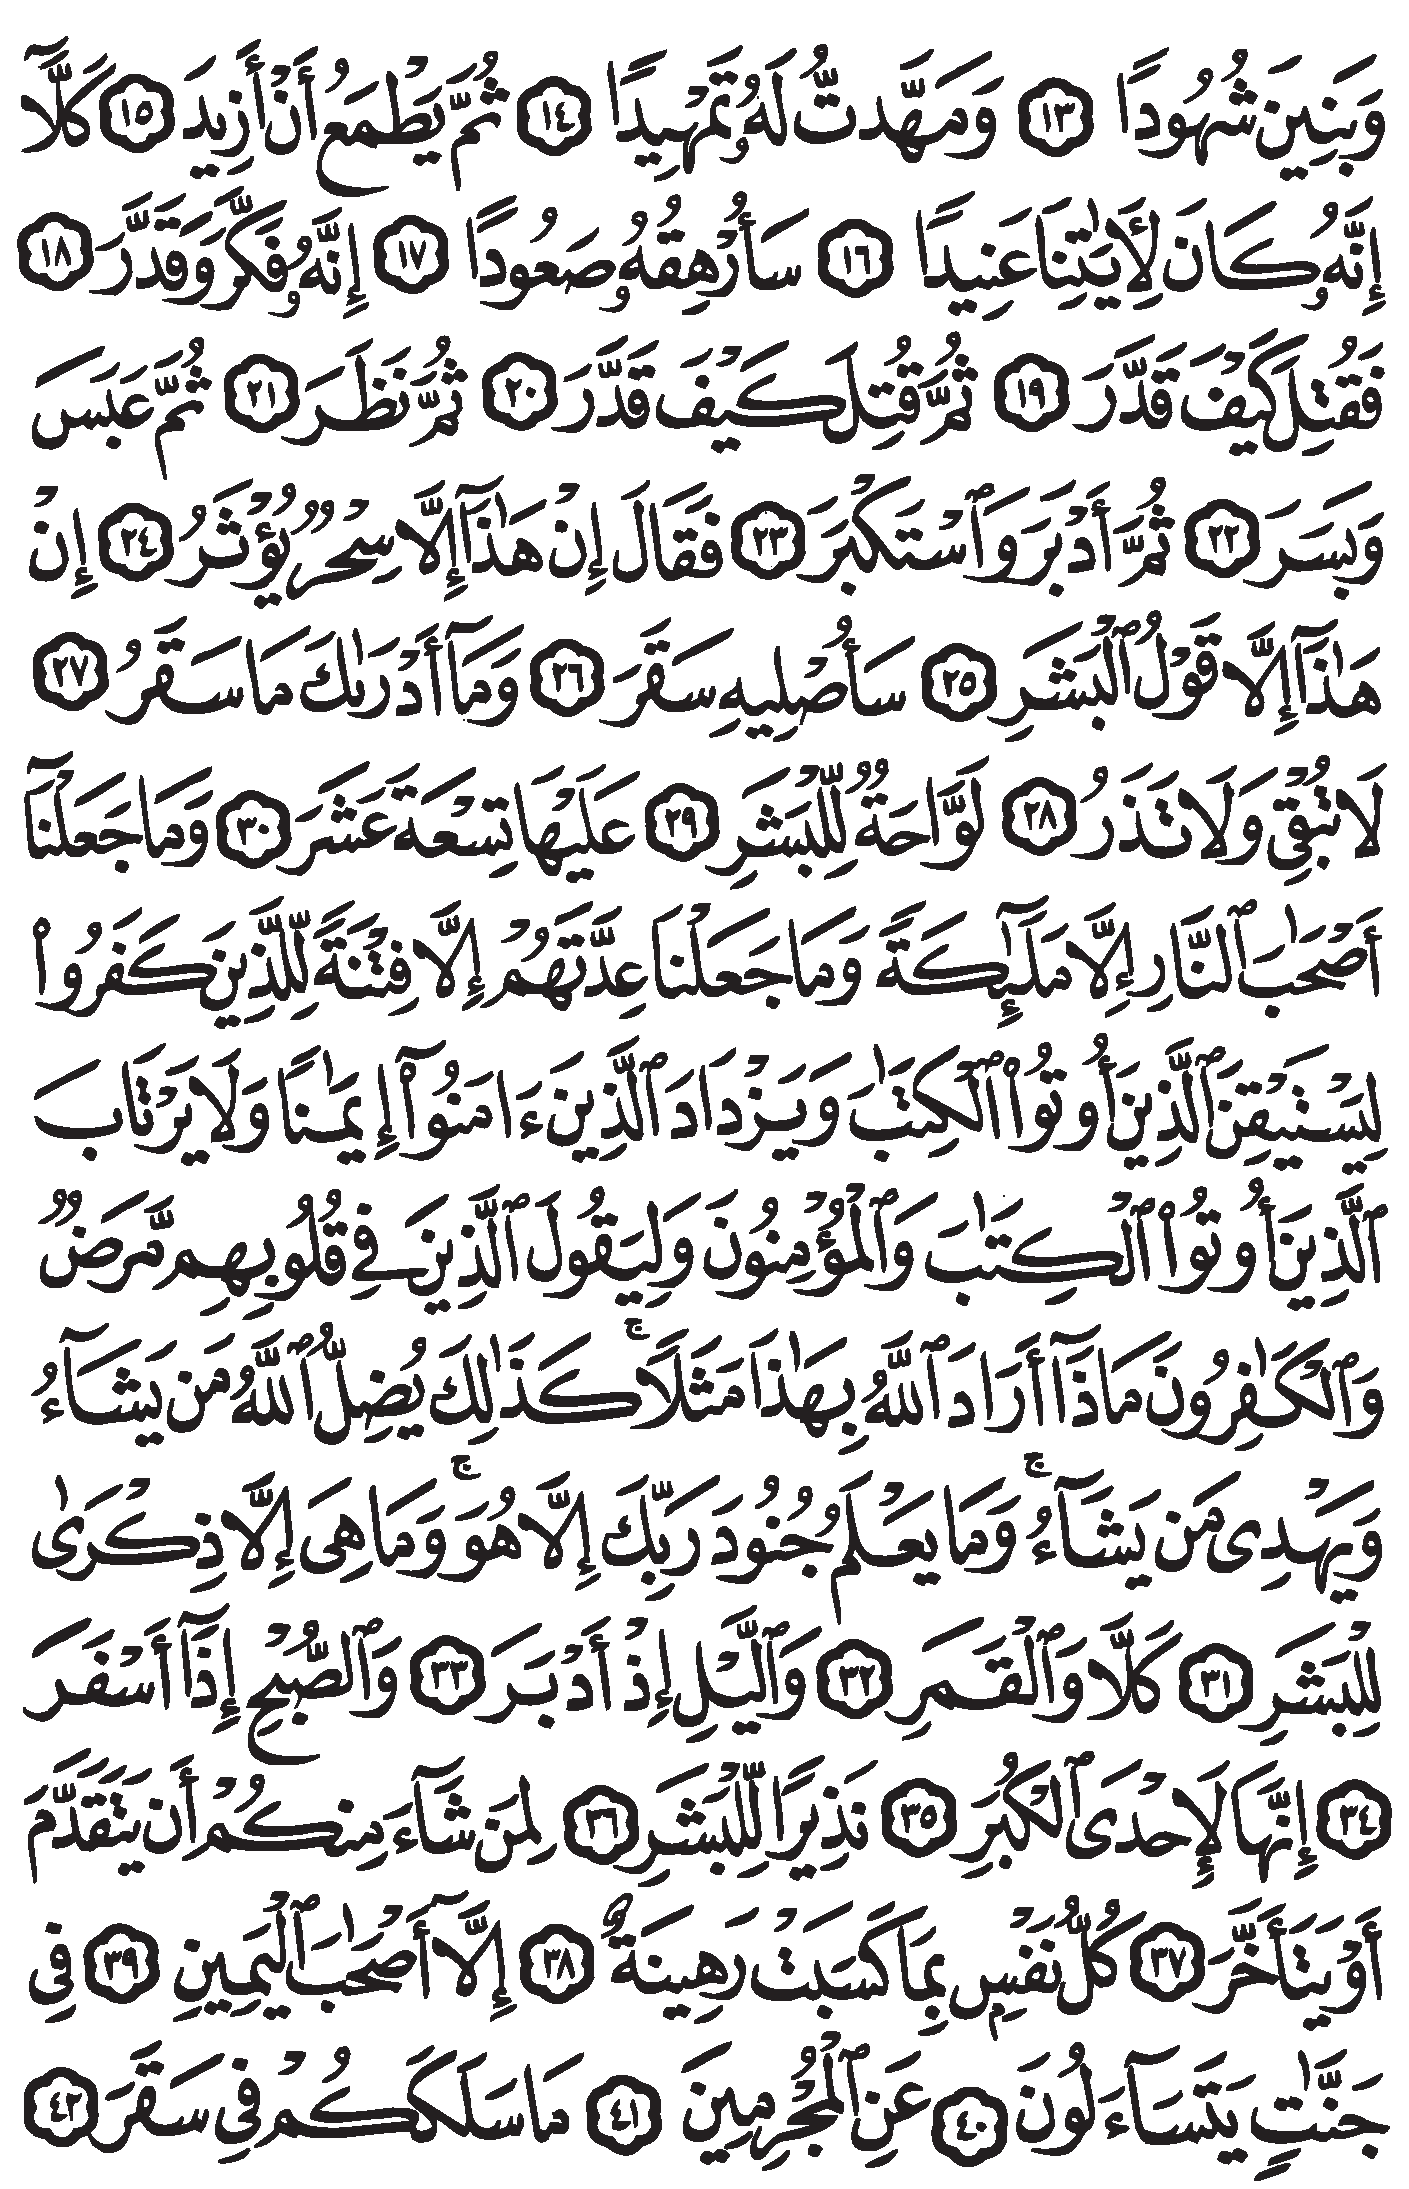 وَبَنِينَ شُهُودًا ١٣ وَمَهَّدتُّ لَهُۥ تَمْهِيدًا ١٤ ثُمَّ يَطْمَعُ أَنْ أَزِيدَ ١٥ كَلَّآ
إِنَّهُۥ كَانَ لِأَيَٰتِنَا عَنِيدًا ١٦ سَأُرْهِقُهُۥ صَعُودًا ١٧ إِنَّهُۥ فَكَّرَ وَقَدَّرَ ١٨
فَقُتِلَ كَيْفَ قَدَّرَ ١٩ ثُمَّ قُتِلَ كَيْفَ قَدَّرَ ٢٠ ثُمَّ نَظَرَ ٢١ ثُمَّ عَبَسَ
وَبَسَرَ ٢٢ ثُمَّ أَدْبَرَ وَٱسْتَكْبَرَ ٢٣ فَقَالَ إِنْ هَٰذَآ إِلَّا سِحْرٌ يُؤْثَرُ ٢٤ إِنْ
هَٰذَآ إِلَّا قَوْلُ ٱلْبَشَرِ ٢٥ سَأُصْلِيهِ سَقَرَ ٢٦ وَمَآ أَدْرَىٰكَ مَا سَقَرُ ٢٧
لَا تُبْقِى وَلَا تَذَرُ ٢٨ لَوَّاحَةٌ لِّلْبَشَرِ ٢٩ عَلَيْهَا تِسْعَةَ عَشَرَ ٣٠ وَمَا جَعَلْنَآ
أَصْحَٰبَ ٱلنَّارِ إِلَّا مَلَٰٓئِكَةً وَمَا جَعَلْنَا عِدَّتَهُمْ إِلَّا فِتْنَةً لِّلَّذِينَ كَفَرُوا۟
لِيَسْتَيْقِنَ ٱلَّذِينَ أُوتُوا۟ ٱلْكِتَٰبَ وَيَزْدَادَ ٱلَّذِينَ ءَامَنُوٓا۟ إِيمَٰنًا وَلَا يَرْتَابَ
ٱلَّذِينَ أُوتُوا۟ ٱلْكِتَٰبَ وَٱلْمُؤْمِنُونَ وَلِيَقُولَ ٱلَّذِينَ فِى قُلُوبِهِم مَّرَضٌ
وَٱلْكَٰفِرُونَ مَاذَآ أَرَادَ ٱللَّهُ بِهَٰذَا مَثَلًا ۚ كَذَٰلِكَ يُضِلُّ ٱللَّهُ مَن يَشَآءُ
وَيَهْدِى مَن يَشَآءُ ۚ وَمَا يَعْلَمُ جُنُودَ رَبِّكَ إِلَّا هُوَ ۚ وَمَا هِىَ إِلَّا ذِكْرَىٰ
لِلْبَشَرِ ٣١ كَلَّا وَٱلْقَمَرِ ٣٢ وَٱلَّيْلِ إِذْ أَدْبَرَ ٣٣ وَٱلصُّبْحِ إِذَآ أَسْفَرَ
٣٤ إِنَّهَا لَإِحْدَى ٱلْكُبَرِ ٣٥ نَذِيرًا لِّلْبَشَرِ ٣٦ لِمَن شَآءَ مِنكُمْ أَن يَتَقَدَّمَ
أَوْ يَتَأَخَّرَ ٣٧ كُلُّ نَفْسٍۭ بِمَا كَسَبَتْ رَهِينَةٌ ٣٨ إِلَّآ أَصْحَٰبَ ٱلْيَمِينِ ٣٩ فِى
جَنَّٰتٍ يَتَسَآءَلُونَ ٤٠ عَنِ ٱلْمُجْرِمِينَ ٤١ مَا سَلَكَكُمْ فِى سَقَرَ ٤٢